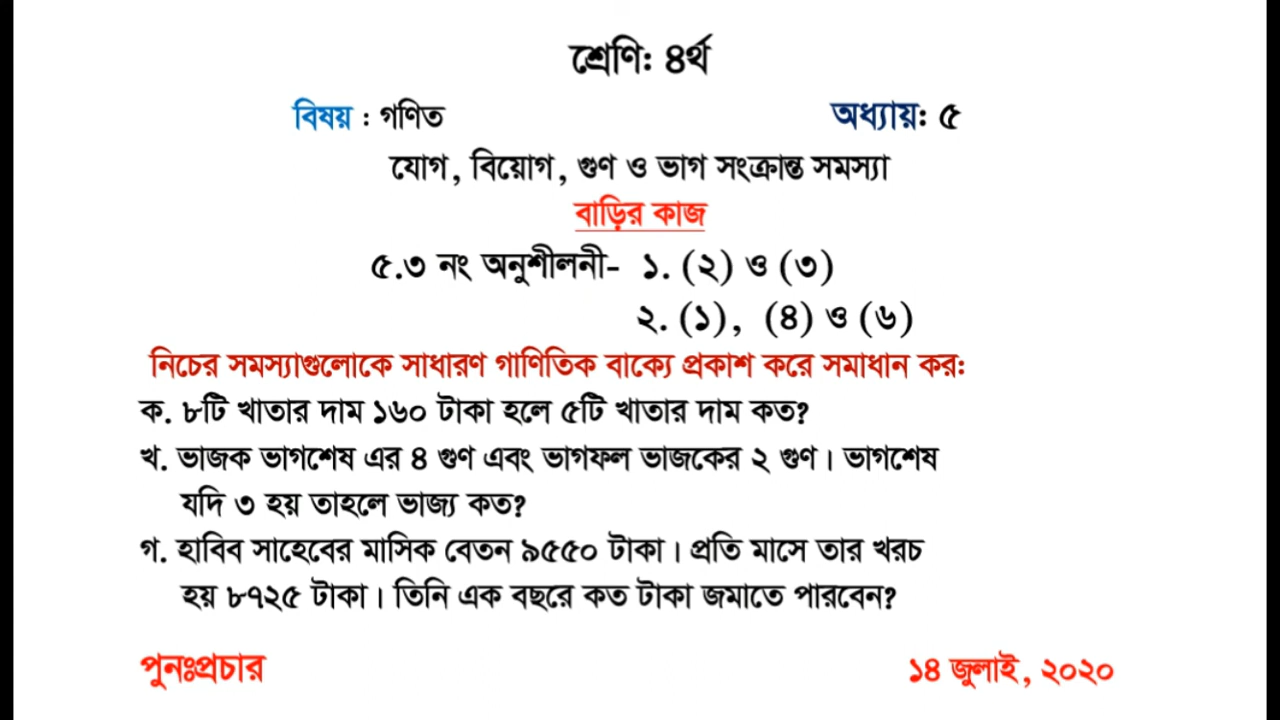 শ্রেণি: ৪র্থ
বিষয় : গণিত অধ্যায়: ৫
যোগ, বিয়োগ, গুণ ও ভাগ সংক্রান্ত সমস্যা
বাড়ির কাজ
৫.৩ নং অনুশীলনী- ১. (২) ও (৩)
২. (১), (৪) ও (৬)
নিচের সমস্যাগুলোকে সাধারণ গাণিতিক বাক্যে প্রকাশ করে সমাধান কর:
ক. ৮টি খাতার দাম ১৬০ টাকা হলে ৫টি খাতার দাম কত?
খ. ভাজক ভাগশেষ এর ৪ গুণ এবং ভাগফল ভাজকের ২ গুণ। ভাগশেষ
যদি ৩ হয় তাহলে ভাজ্য কত?
গ. হাবিব সাহেবের মাসিক বেতন ৯৫৫০ টাকা। প্রতি মাসে তার খরচ
হয় ৮৭২৫ টাকা। তিনি এক বছরে কত টাকা জমাতে পারবেন?
পুনঃপ্রচার ১৪ জুলাই, ২০২০